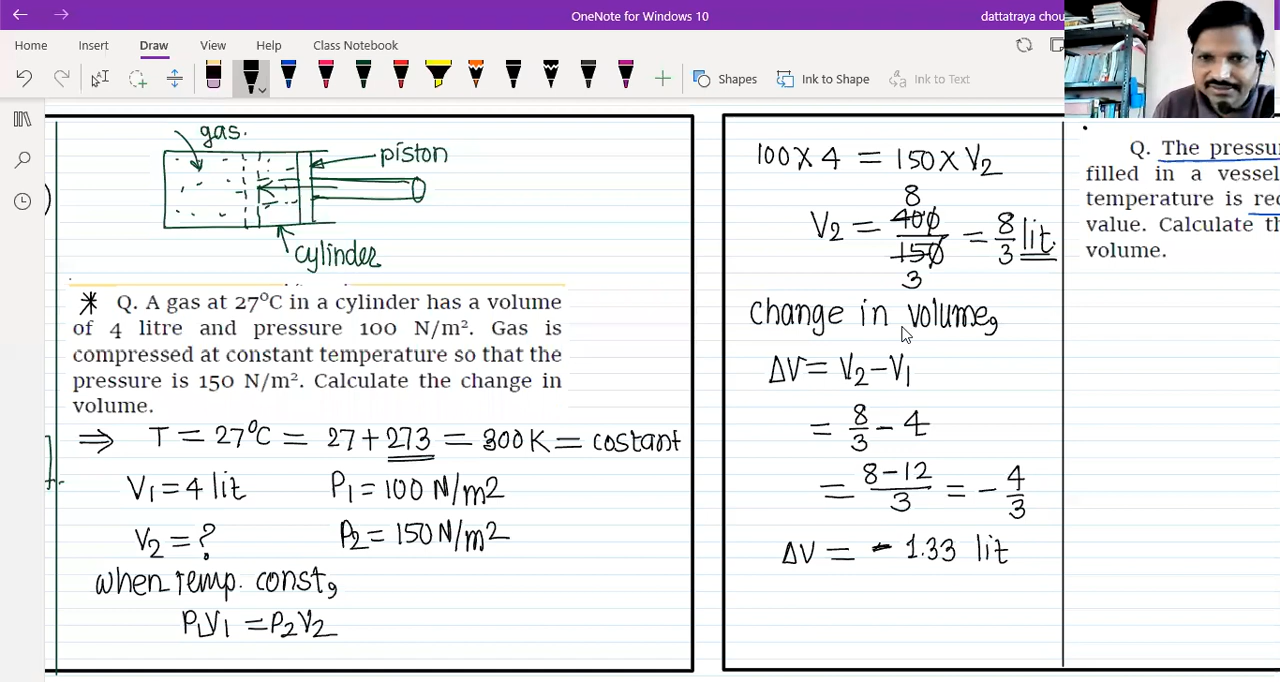 OneNote for Windows 10
dattatraya chou
Home Insert Draw View Help Class Notebook
Shapes Ink to Shape Ink to Text
gas.
piston
cylinder
* Q. A gas at 27⁰C in a cylinder has a volume
of 4 litre and pressure 100 N/m². Gas is
compressed at constant temperature so that the
pressure is 150 N/m². Calculate the change in
volume.
⇒ T = 27⁰C = 27 + 273 = 300 K = costant
V₁ = 4 lit P₁ = 100 N/m2
V₂ = ? P₂ = 150 N/m2
when temp. const,
P₁V₁ = P₂V₂
100 X 4 = 150 X V₂
8
V₂ = 400/150 = 8/3 lit.
3
change in volume,
ΔV = V₂ - V₁
= 8/3 - 4
= 8 - 12/3 = - 4/3
ΔV = - 1.33 lit
Q. The pressu
filled in a vesse
temperature is rec
value. Calculate th
volume.